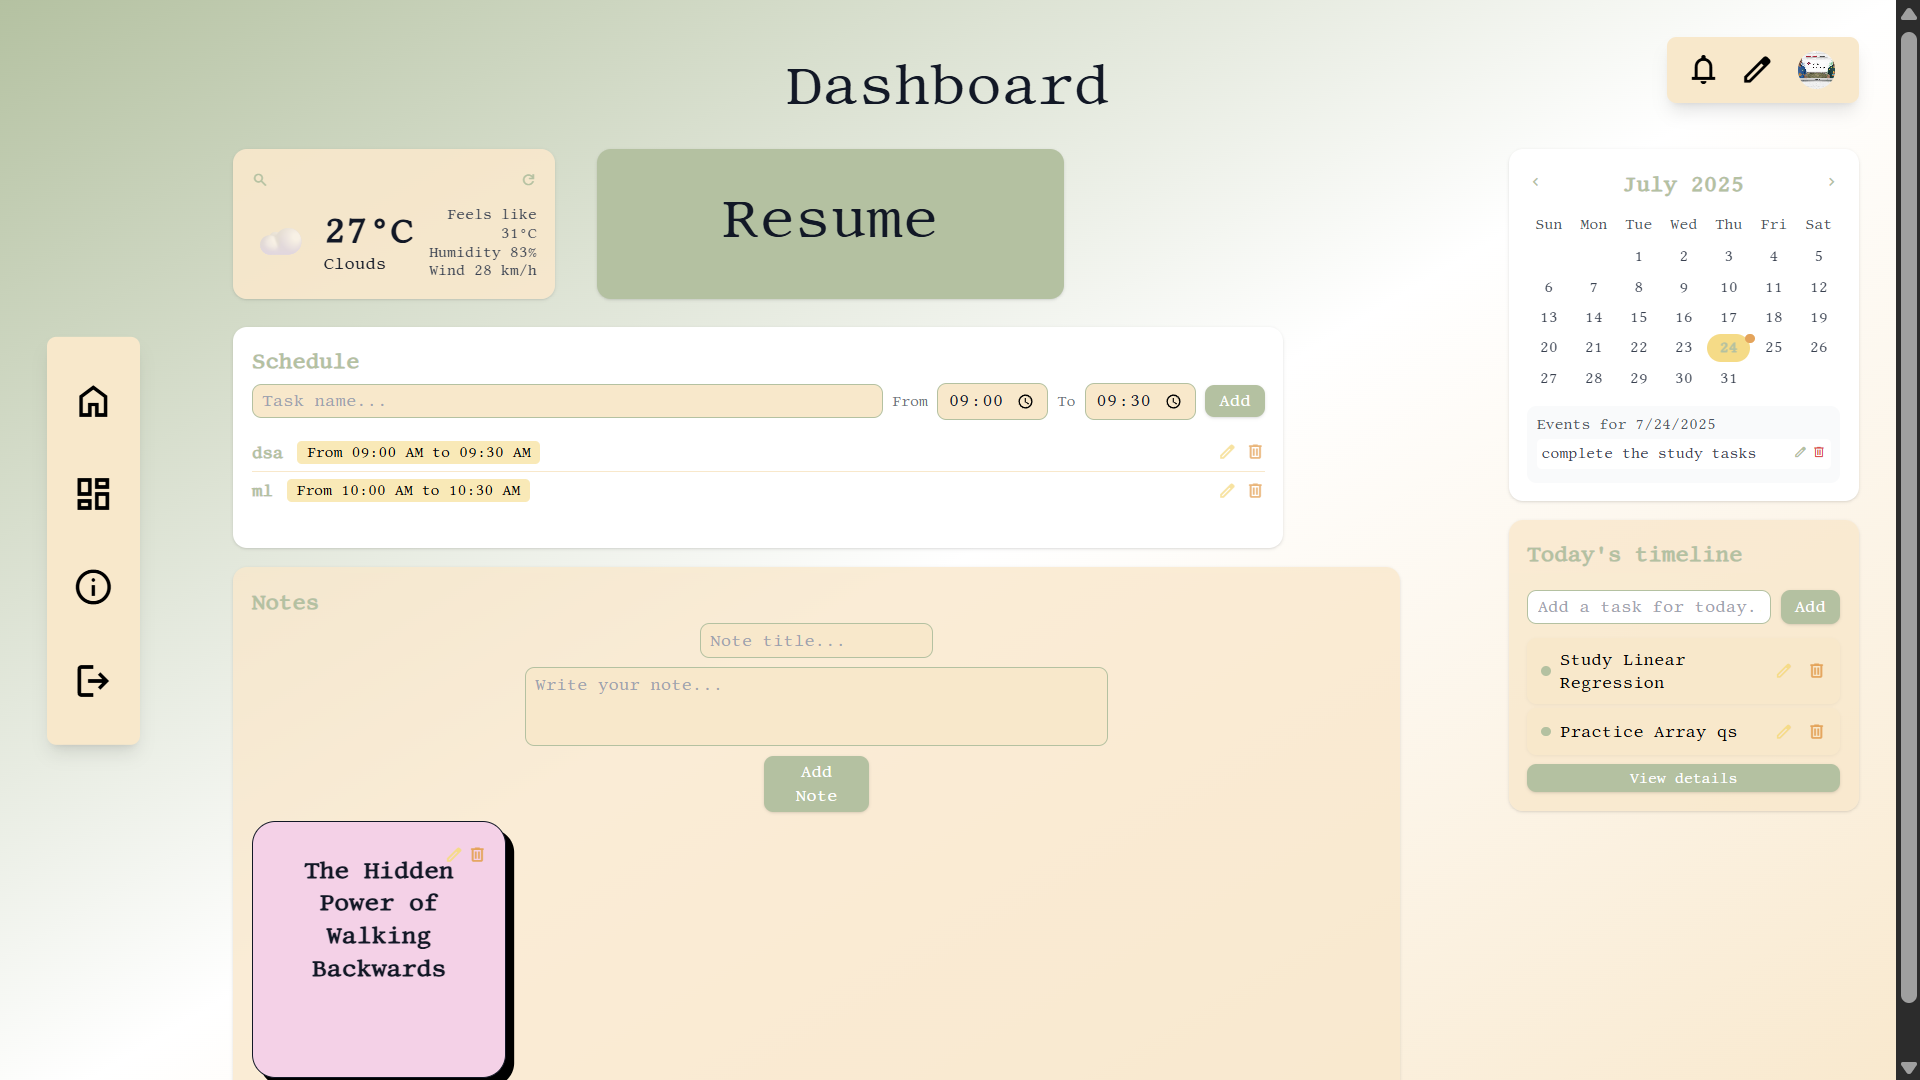 Dashboard
27°C
Clouds
Feels like
31°C
Humidity 83%
Wind 28 km/h
Resume
Schedule
Task name...
From 09:00 To 09:30 Add
dsa From 09:00 AM to 09:30 AM
ml From 10:00 AM to 10:30 AM
Notes
Note title...
Write your note...
Add
Note
The Hidden
Power of
Walking
Backwards
July 2025
Sun Mon Tue Wed Thu Fri Sat
1 2 3 4 5
6 7 8 9 10 11 12
13 14 15 16 17 18 19
20 21 22 23 24 25 26
27 28 29 30 31
Events for 7/24/2025
complete the study tasks
Today's timeline
Add a task for today. Add
Study Linear
Regression
Practice Array qs
View details